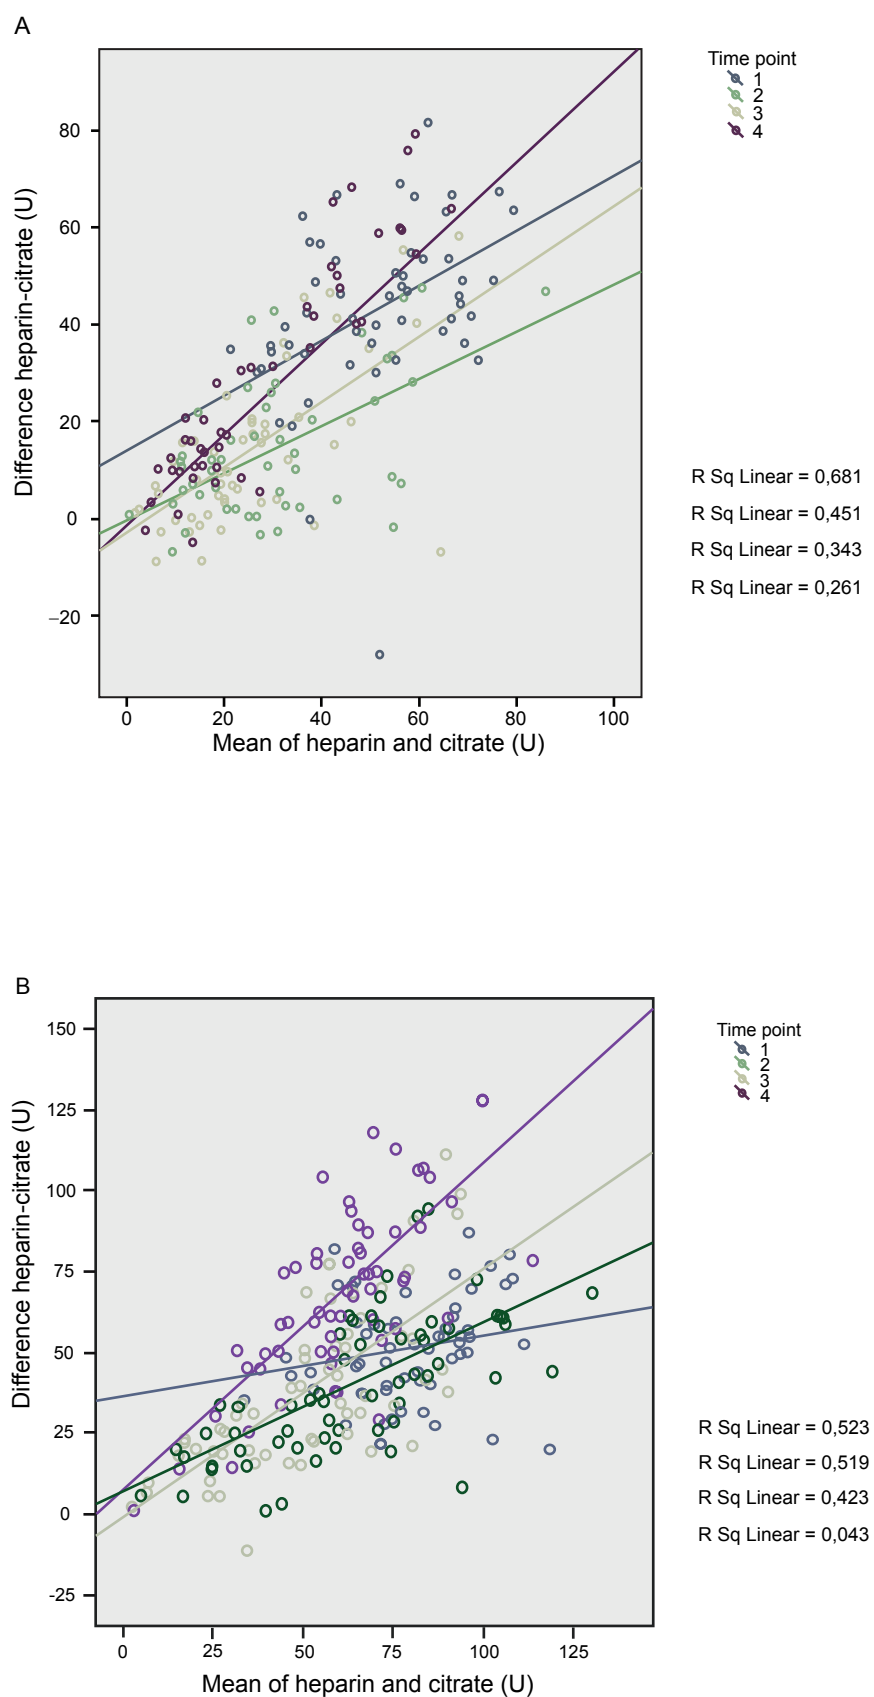 A
Time point
1
2
3
4
80
60
40
20
0
–20
Difference heparin-citrate (U)
R Sq Linear = 0,681
R Sq Linear = 0,451
R Sq Linear = 0,343
R Sq Linear = 0,261
0 20 40 60 80 100
Mean of heparin and citrate (U)
B
Time point
1
2
3
4
150
125
100
75
50
25
0
-25
Difference heparin-citrate (U)
R Sq Linear = 0,523
R Sq Linear = 0,519
R Sq Linear = 0,423
R Sq Linear = 0,043
0 25 50 75 100 125
Mean of heparin and citrate (U)